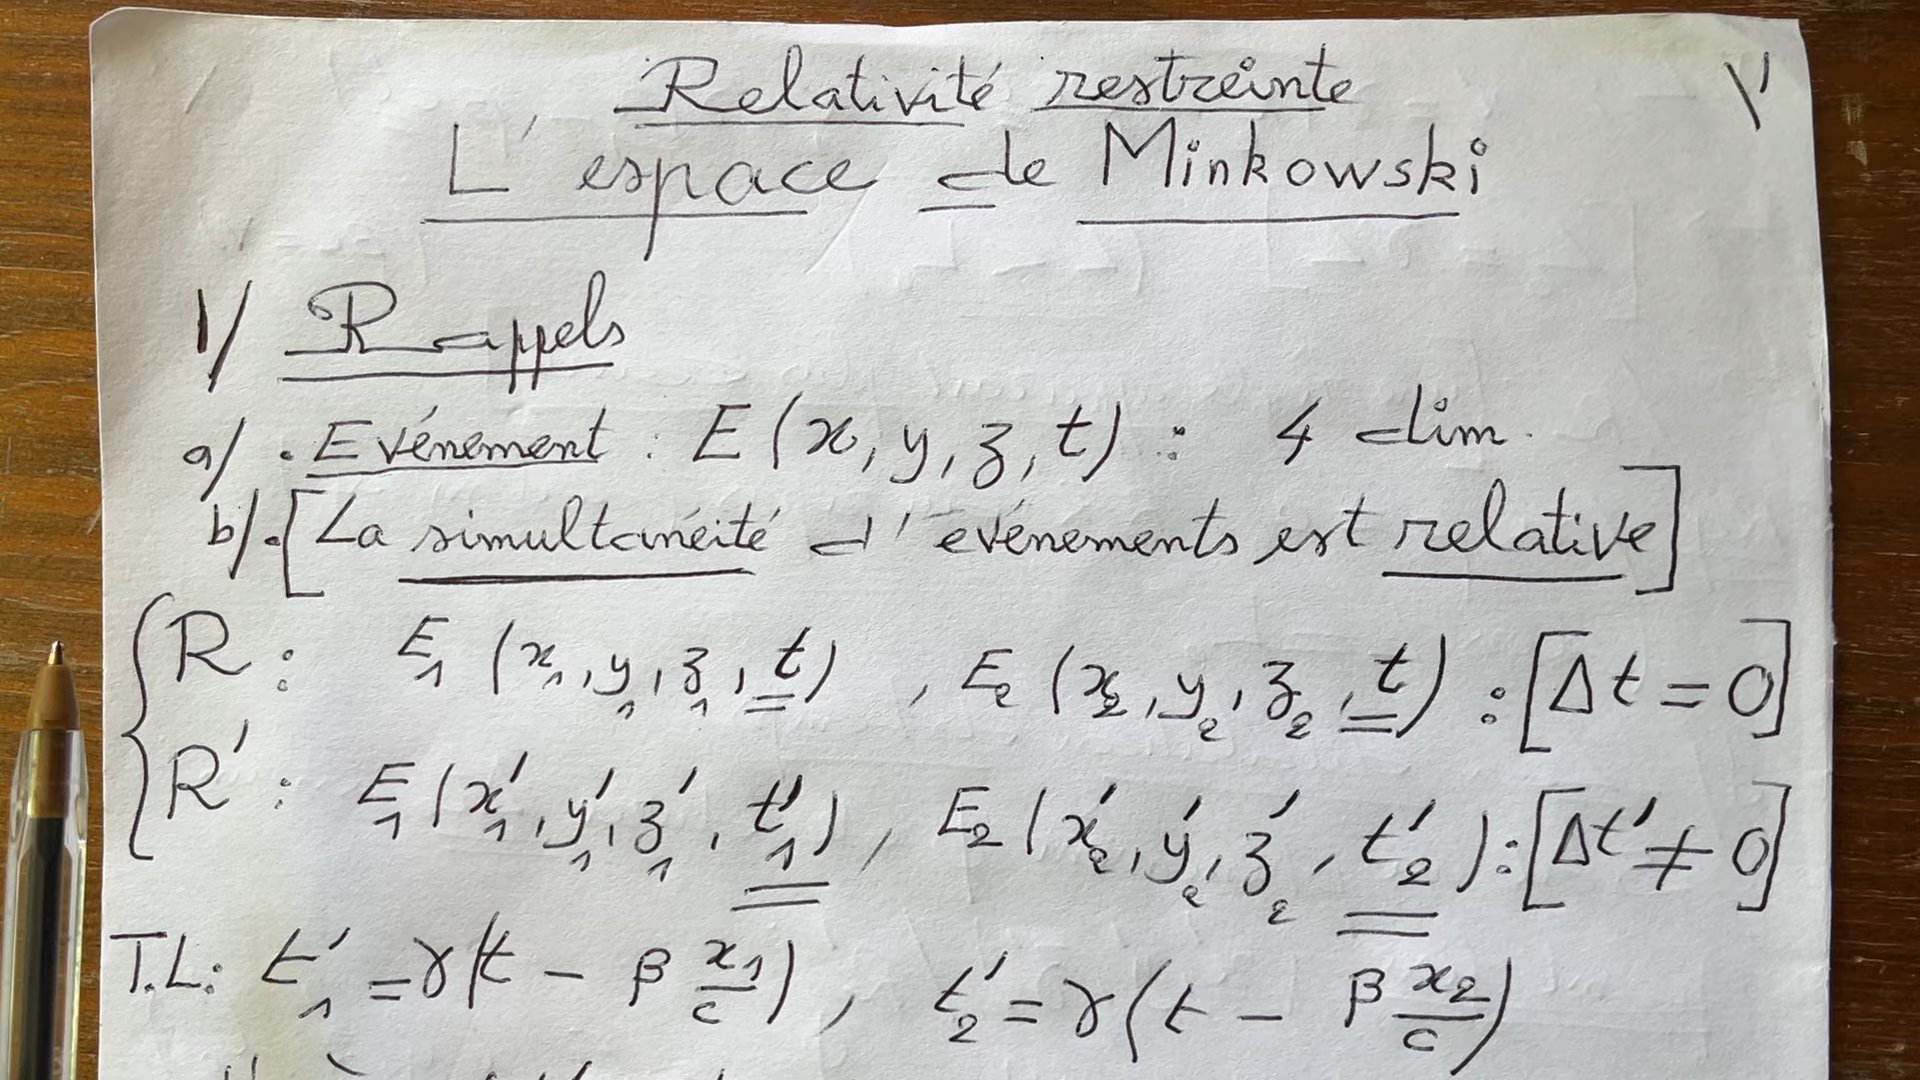 Relativité restreinte
1/
L'espace de Minkowski
1/ Rappels
a/ . Evénement : E (x, y, z, t) : 4 dim.
b/ . [La simultanéité d'événements est relative]
R : E₁ (x₁, y₁, z₁, t) , E₂ (x₂, y₂, z₂, t) : [Δt = 0]
R' : E₁ (x'₁, y'₁, z'₁, t'₁) , E₂ (x'₂, y'₂, z'₂, t'₂) : [Δt' ≠ 0]
T.L: t'₁ = γ(t - β x₁/c) , t'₂ = γ(t - β x₂/c)